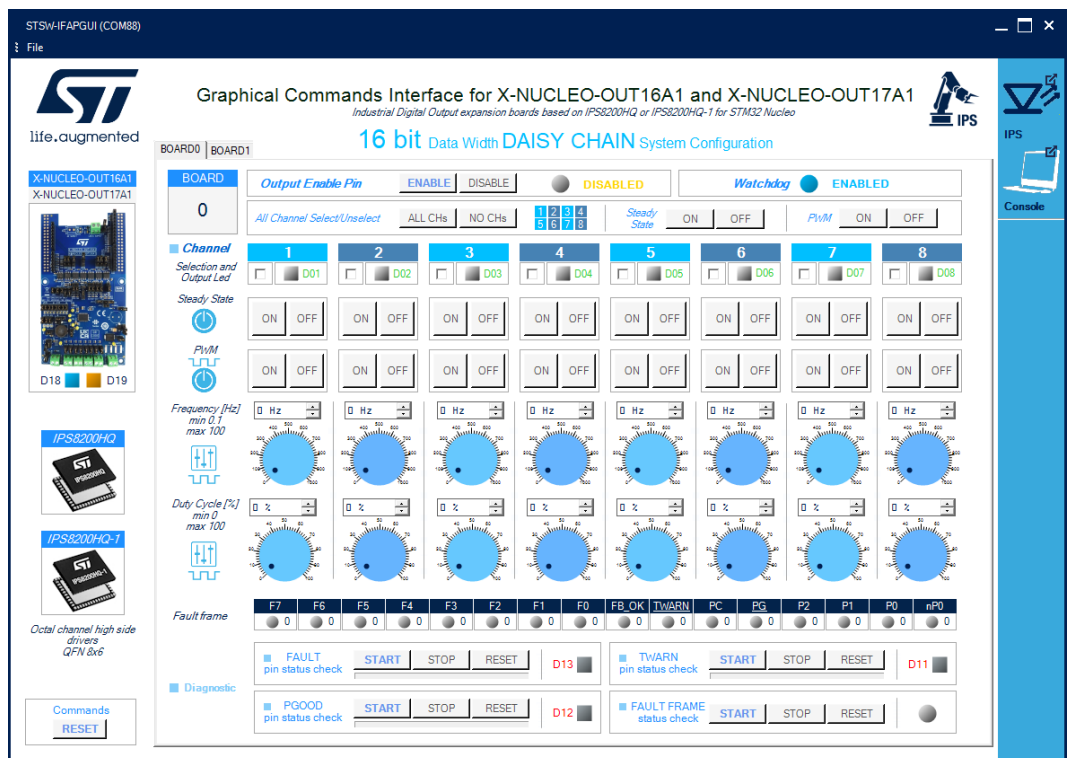 STSW-IFAPGUI (COM88)
File
life.augmented
Graphical Commands Interface for X-NUCLEO-OUT16A1 and X-NUCLEO-OUT17A1
Industrial Digital Output expansion boards based on IPS8200HQ or IPS8200HQ-1 for STM32 Nucleo
16 bit Data Width DAISY CHAIN System Configuration
IPS
IPS
Console
BOARD0 BOARD1
X-NUCLEO-OUT16A1
X-NUCLEO-OUT17A1
D18 D19
IPS8200HQ
IPS8200HQ-1
Octal channel high side
drivers
QFN 8x6
Commands
RESET
BOARD
0
Output Enable Pin ENABLE DISABLE DISABLED Watchdog ENABLED
All Channel Select/Unselect ALL CHs NO CHs 1 2 3 4 5 6 7 8 Steady State ON OFF PWM ON OFF
Channel 1 2 3 4 5 6 7 8
Selection and
Output Led D01 D02 D03 D04 D05 D06 D07 D08
Steady State
ON OFF ON OFF ON OFF ON OFF ON OFF ON OFF ON OFF ON OFF
PWM
ON OFF ON OFF ON OFF ON OFF ON OFF ON OFF ON OFF ON OFF
Frequency [Hz] 0 Hz 0 Hz 0 Hz 0 Hz 0 Hz 0 Hz 0 Hz 0 Hz
min 0.1
max 100
Duty Cycle [%] 0 % 0 % 0 % 0 % 0 % 0 % 0 % 0 %
min 0
max 100
F7 F6 F5 F4 F3 F2 F1 F0 FB_OK TWARN PC PG P2 P1 P0 nP0
Fault frame 0 0 0 0 0 0 0 0 0 0 0 0 0 0 0 0
Diagnostic
FAULT
pin status check START STOP RESET D13
TWARN
pin status check START STOP RESET D11
PGOOD
pin status check START STOP RESET D12
FAULT FRAME
status check START STOP RESET